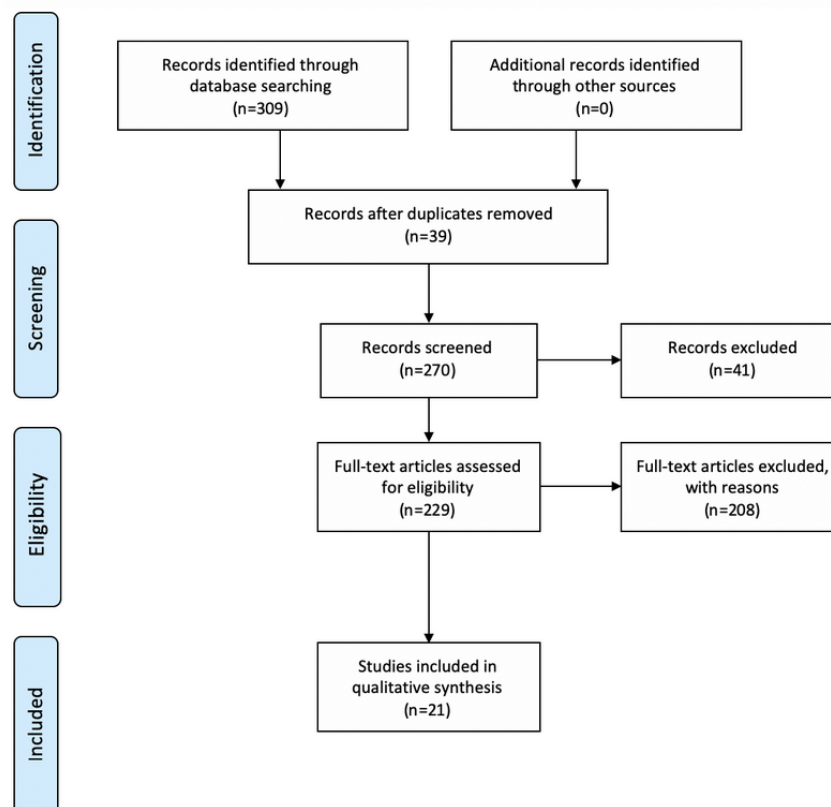 Identification
Records identified through
database searching
(n=309)
Additional records identified
through other sources
(n=0)
Records after duplicates removed
(n=39)
Screening
Records screened
(n=270)
Records excluded
(n=41)
Eligibility
Full-text articles assessed
for eligibility
(n=229)
Full-text articles excluded,
with reasons
(n=208)
Included
Studies included in
qualitative synthesis
(n=21)